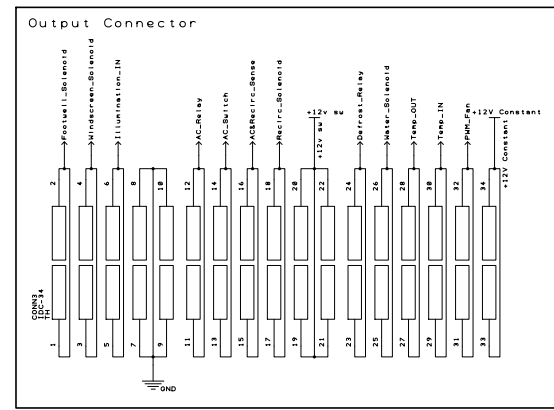 Output Connector
Footwell_Solenoid
Windscreen_Solenoid
Illumination_IN
AC_Relay
AC_Switch
AC&Recirc_Sense
Recirc_Solenoid
+12v sw
+12v sw
Defrost_Relay
Water_Solenoid
Temp_OUT
Temp_IN
PWM_Fan
+12V Constant
+12V Constant
2 4 6 8 10 12 14 16 18 20 22 24 26 28 30 32 34
CONN3
IDC-34
TH
1 3 5 7 9 11 13 15 17 19 21 23 25 27 29 31 33
GND